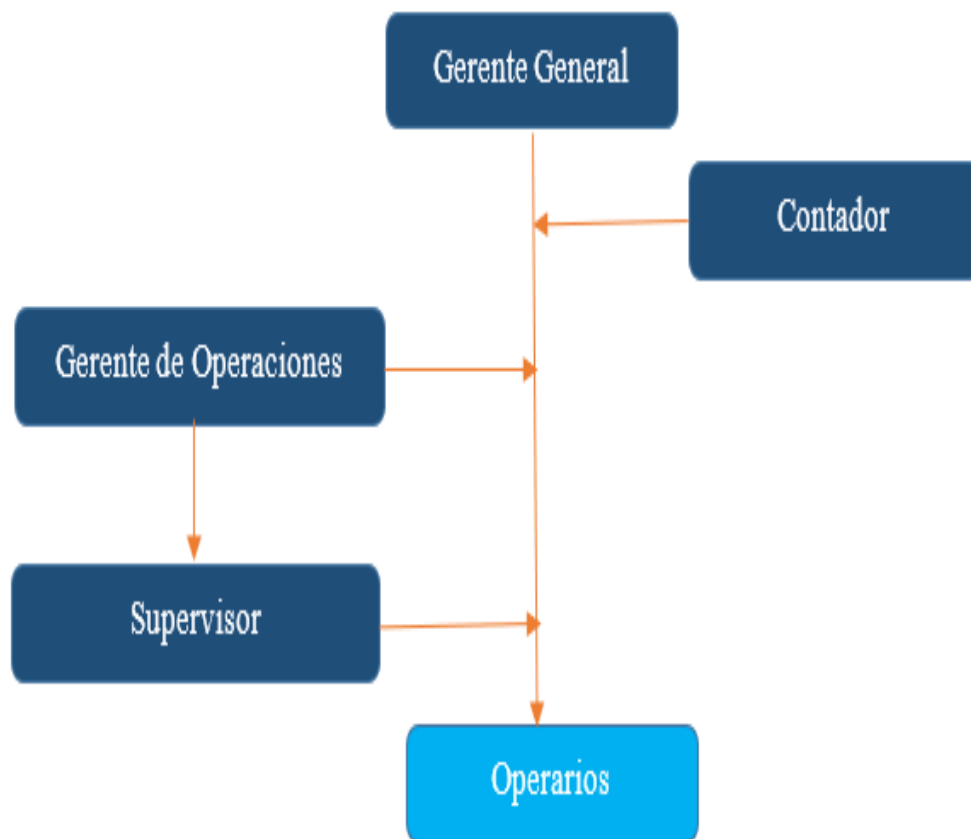 Gerente General
Contador
Gerente de Operaciones
Supervisor
Operarios